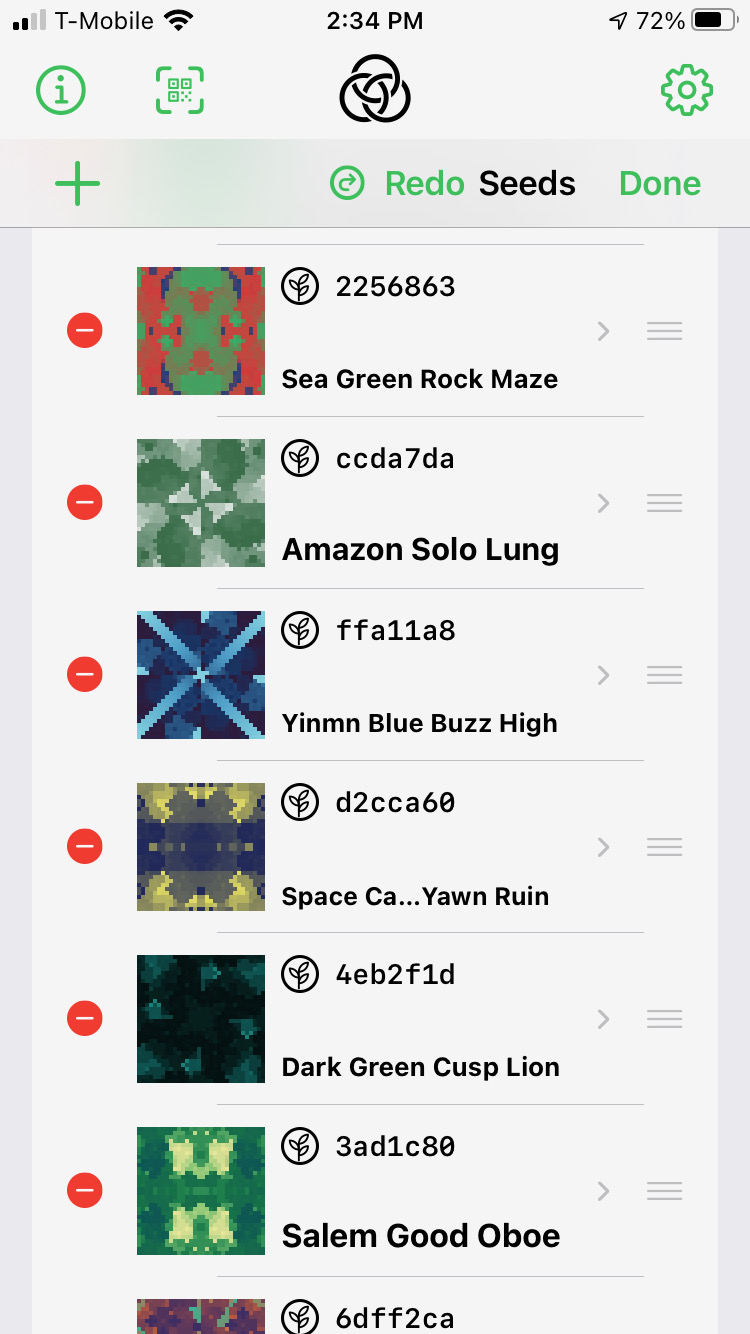 T-Mobile 2:34 PM 72%
Redo Seeds Done
2256863
Sea Green Rock Maze
ccda7da
Amazon Solo Lung
ffa11a8
Yinmn Blue Buzz High
d2cca60
Space Ca...Yawn Ruin
4eb2f1d
Dark Green Cusp Lion
3ad1c80
Salem Good Oboe
6dff2ca